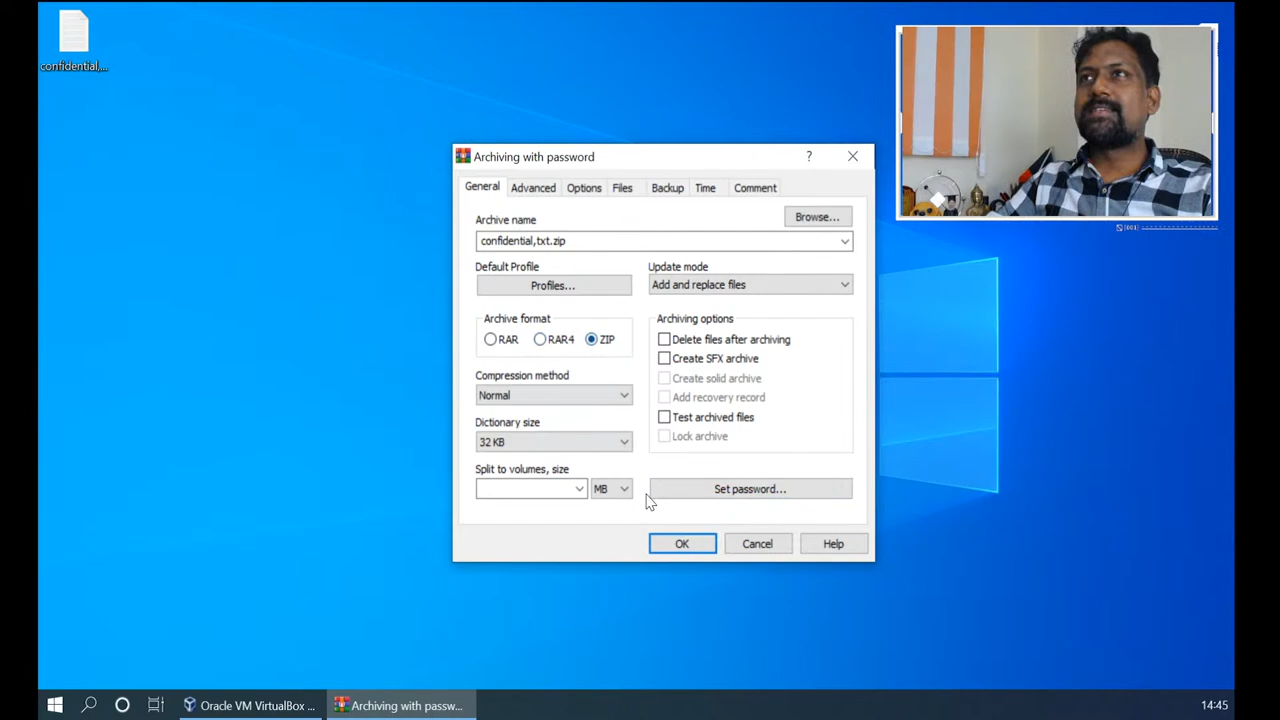 confidential,...
Archiving with password
?
General Advanced Options Files Backup Time Comment
Archive name
Browse...
confidential,txt.zip
Default Profile
Profiles...
Update mode
Add and replace files
Archive format
RAR RAR4 ZIP
Compression method
Normal
Dictionary size
32 KB
Split to volumes, size
MB
Archiving options
Delete files after archiving
Create SFX archive
Create solid archive
Add recovery record
Test archived files
Lock archive
Set password...
OK Cancel Help
Oracle VM VirtualBox
Archiving with passw...
14:45